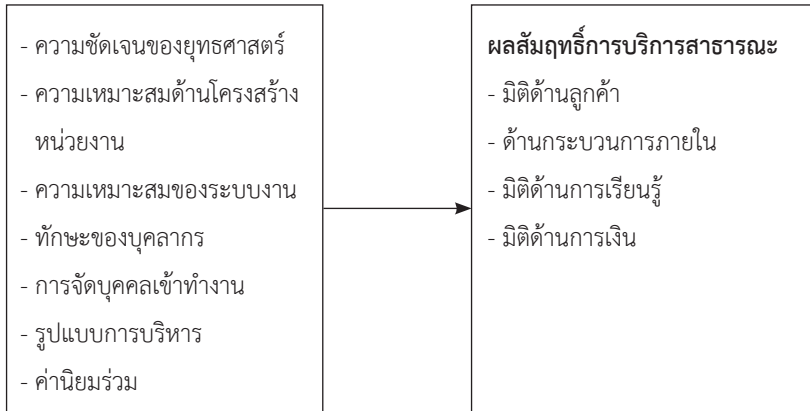 - ความชัดเจนของยุทธศาสตร์
- ความเหมาะสมด้านโครงสร้าง
หน่วยงาน
- ความเหมาะสมของระบบงาน
- ทักษะของบุคลากร
- การจัดบุคคลเข้าทำงาน
- รูปแบบการบริหาร
- ค่านิยมร่วม
ผลสัมฤทธิ์การบริการสาธารณะ
- มิติด้านลูกค้า
- ด้านกระบวนการภายใน
- มิติด้านการเรียนรู้
- มิติด้านการเงิน